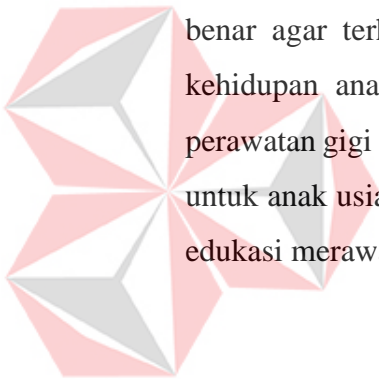 benar agar
kehidupan
perawatan gigi
untuk anak
edukasi